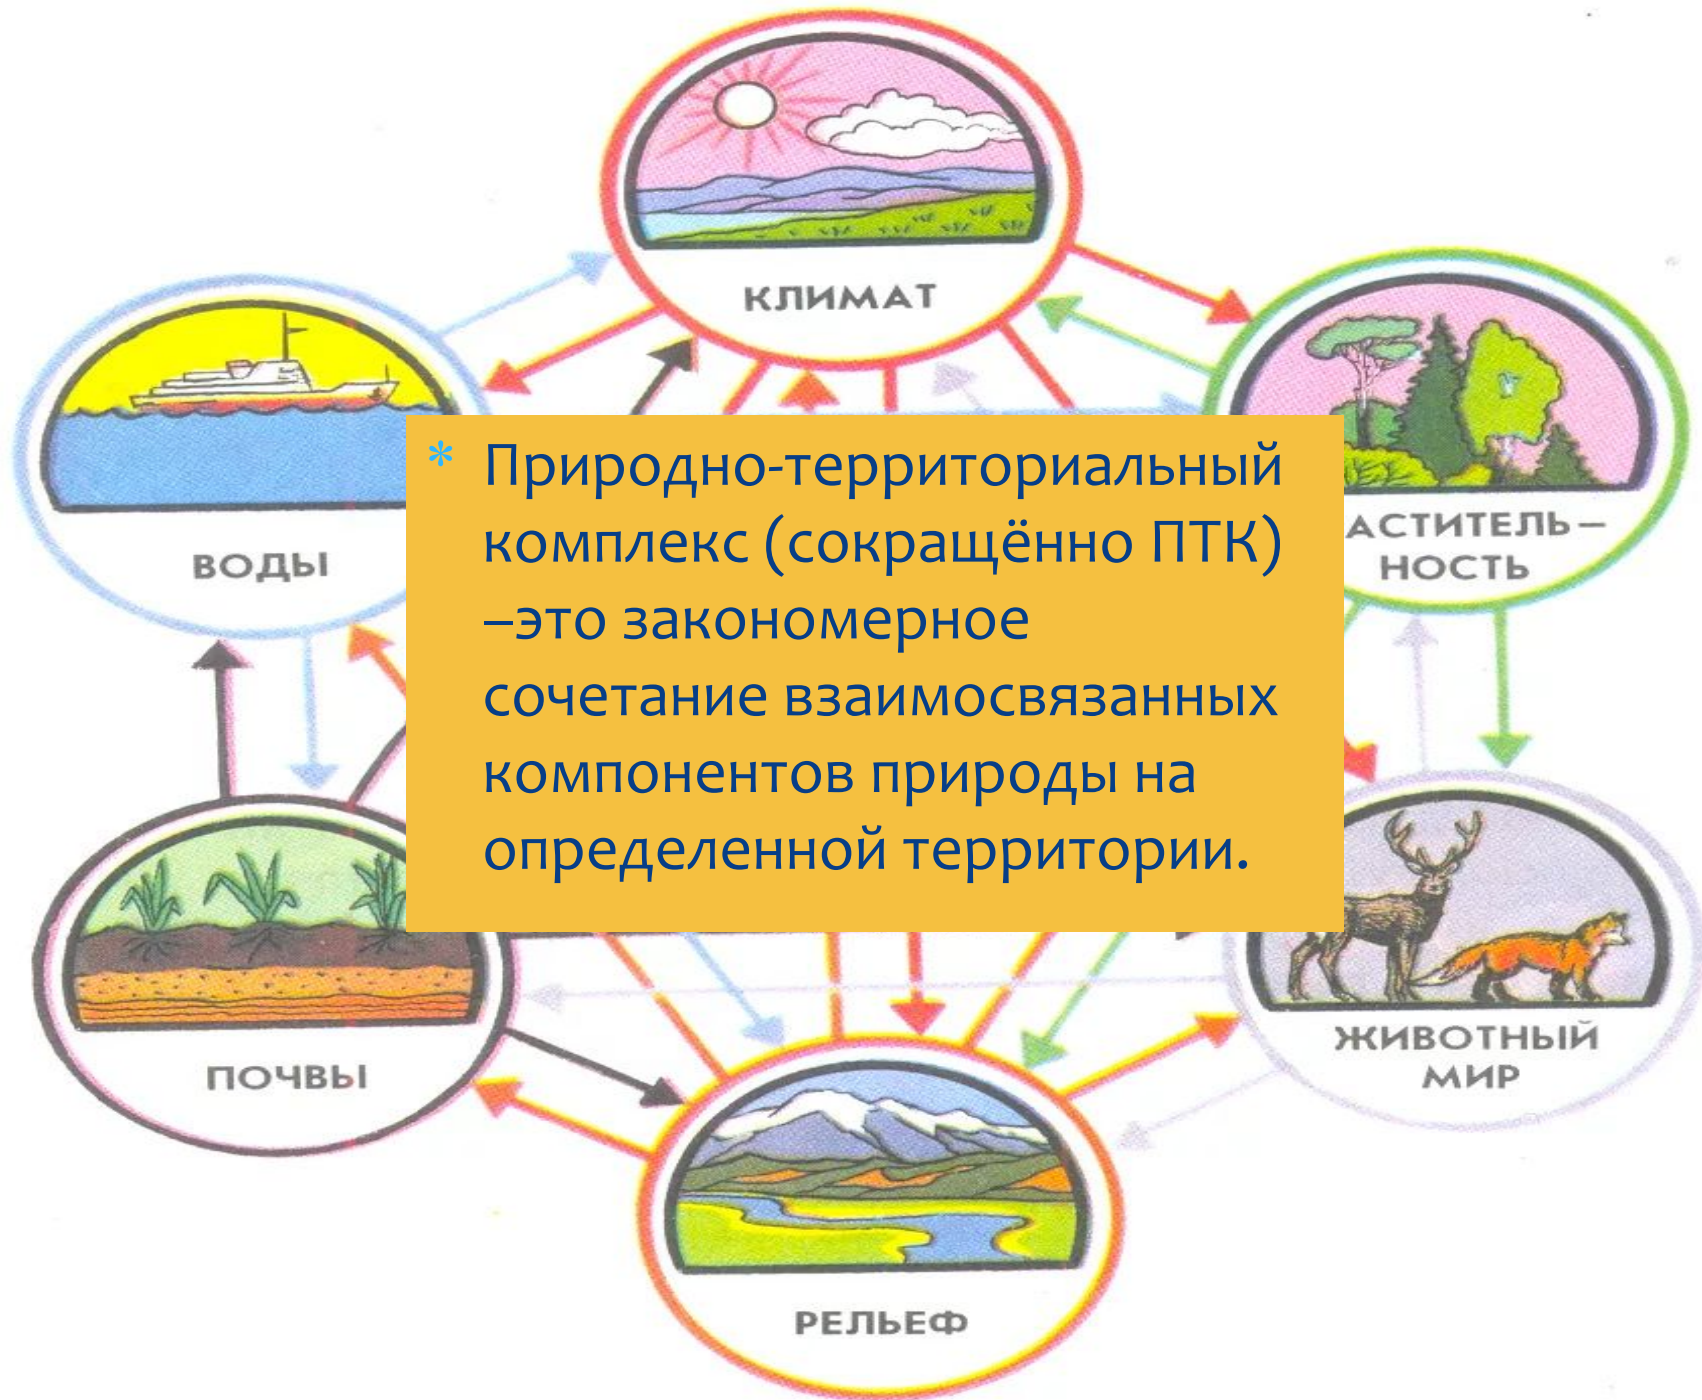 КЛИМАТ
ВОДЫ
АСТИТЕЛЬ–
НОСТЬ
* Природно-территориальный
комплекс (сокращённо ПТК)
–это закономерное
сочетание взаимосвязанных
компонентов природы на
определенной территории.
ПОЧВЫ
ЖИВОТНЫЙ
МИР
РЕЛЬЕФ